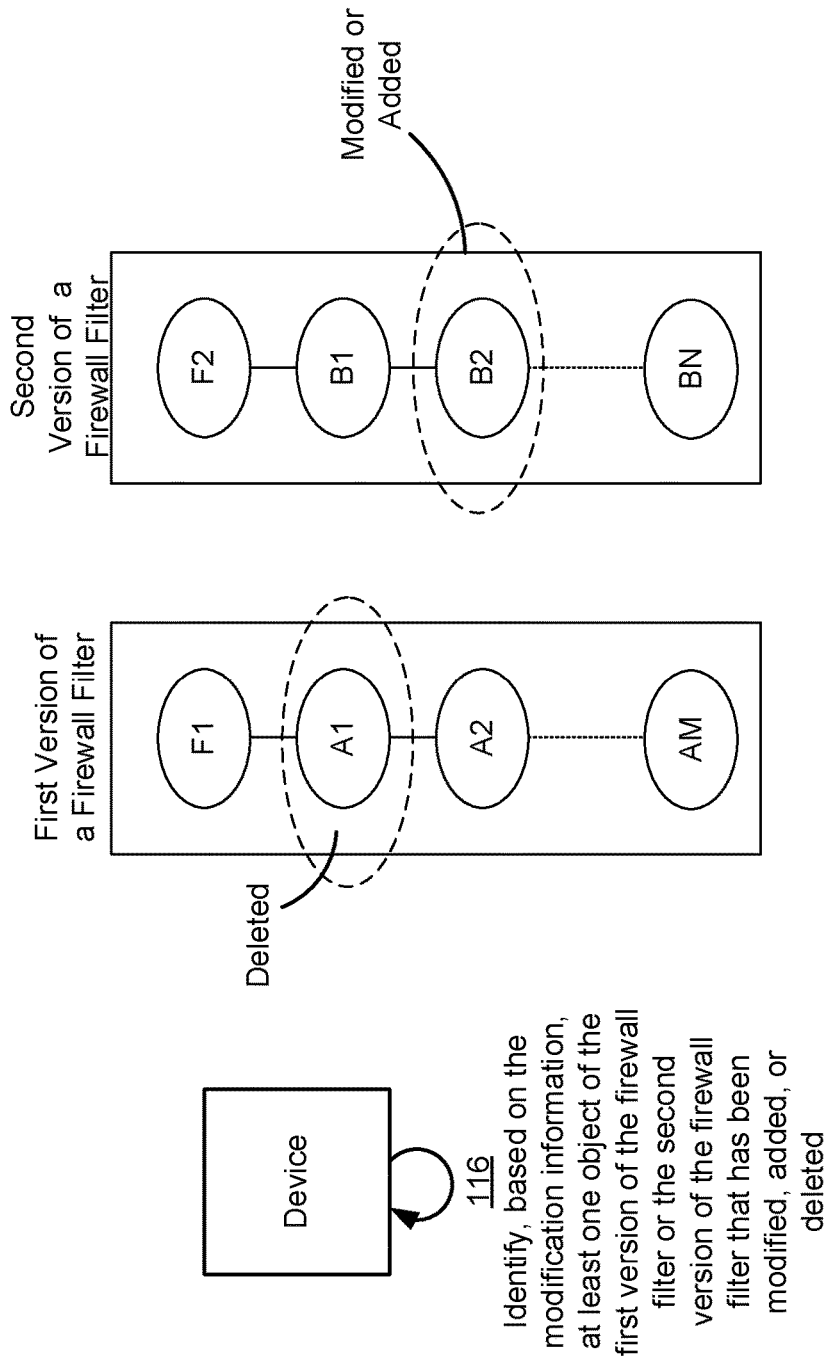 Device
116
Identify, based on the
modification information,
at least one object of the
first version of the firewall
filter or the second
version of the firewall
filter that has been
modified, added, or
deleted
First Version of
a Firewall Filter
Deleted
F1
A1
A2
AM
Second
Version of a
Firewall Filter
F2
B1
B2
BN
Modified or
Added